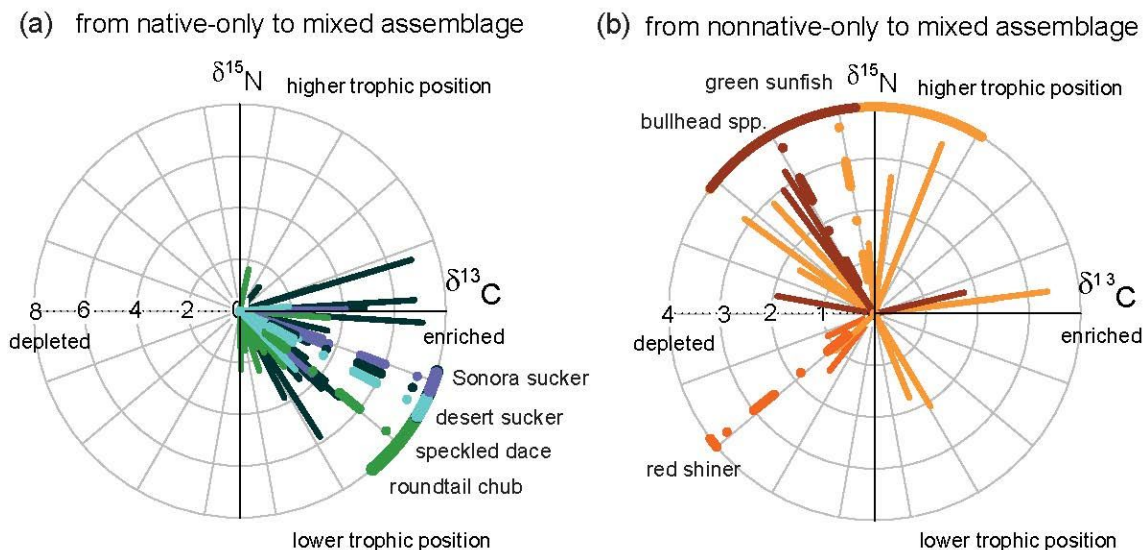 (a) from native-only to mixed assemblage
δ¹⁵N
higher trophic position
8 6 4 2 0
δ¹³C
depleted
enriched
Sonora sucker
desert sucker
speckled dace
roundtail chub
lower trophic position
(b) from nonnative-only to mixed assemblage
green sunfish
δ¹⁵N
higher trophic position
bullhead spp.
4 3 2 1
δ¹³C
depleted
enriched
red shiner
lower trophic position